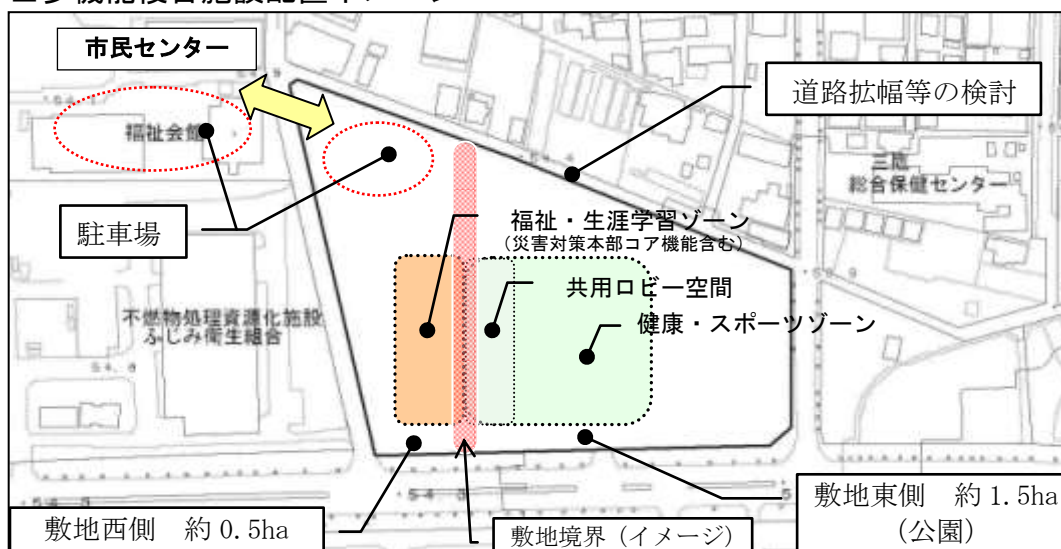 市民センター
道路拡幅等の検討
福祉会館
三鷹
総合保健センター
駐車場
福祉・生涯学習ゾーン
(災害対策本部コア機能含む)
共用ロビー空間
健康・スポーツゾーン
不燃物処理資源化施設
ふじみ衛生組合
敷地西側 約 0.5ha
敷地境界（イメージ）
敷地東側 約 1.5ha
(公園)